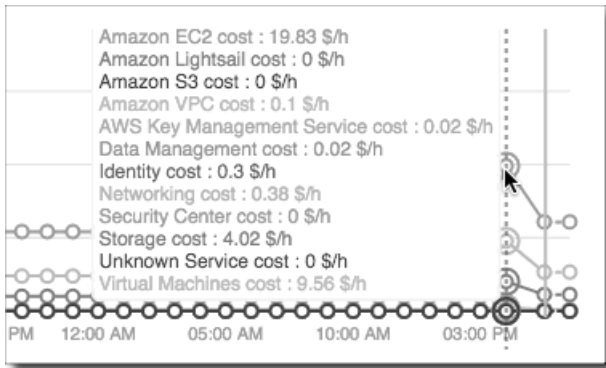 Amazon EC2 cost : 19.83 $/h
Amazon Lightsail cost : 0 $/h
Amazon S3 cost : 0 $/h
Amazon VPC cost : 0.1 $/h
AWS Key Management Service cost : 0.02 $/h
Data Management cost : 0.02 $/h
Identity cost : 0.3 $/h
Networking cost : 0.38 $/h
Security Center cost : 0 $/h
Storage cost : 4.02 $/h
Unknown Service cost : 0 $/h
Virtual Machines cost : 9.56 $/h
PM 12:00 AM 05:00 AM 10:00 AM 03:00 PM